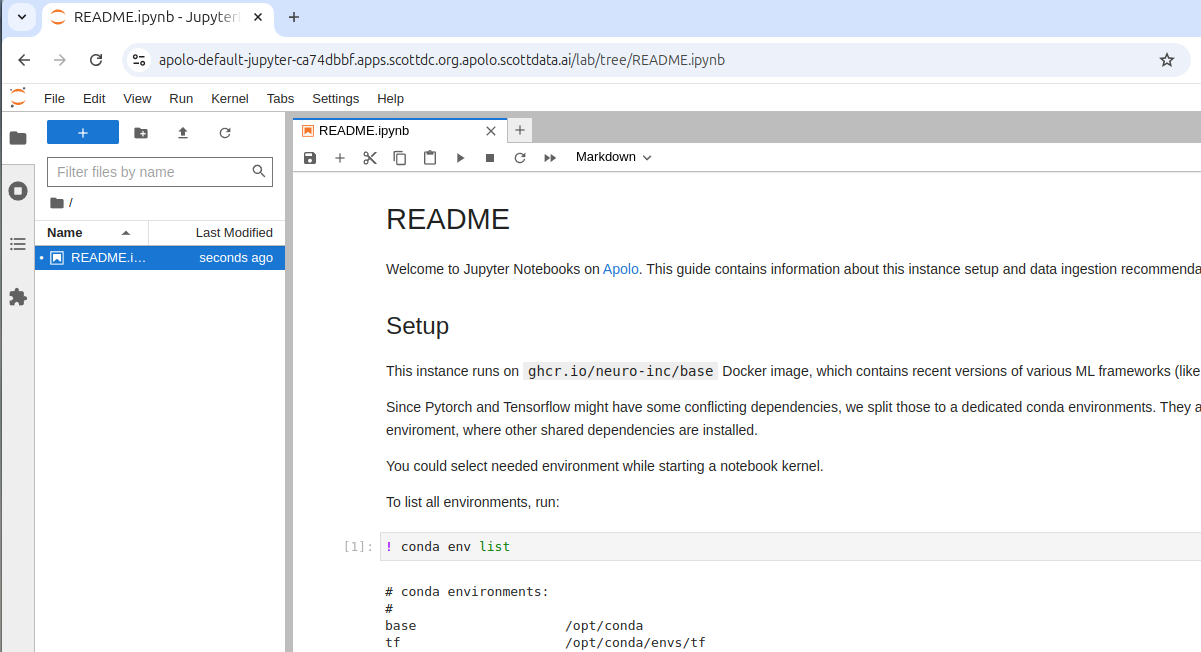 README.ipynb - Jupyter
apolo-default-jupyter-ca74dbbf.apps.scottdc.org.apolo.scottdata.ai/lab/tree/README.ipynb
File Edit View Run Kernel Tabs Settings Help
Filter files by name
/
Name Last Modified
README.i… seconds ago
README.ipynb
Markdown
README
Welcome to Jupyter Notebooks on Apolo. This guide contains information about this instance setup and data ingestion recommenda
Setup
This instance runs on ghcr.io/neuro-inc/base Docker image, which contains recent versions of various ML frameworks (like
Since Pytorch and Tensorflow might have some conflicting dependencies, we split those to a dedicated conda environments. They a
enviroment, where other shared dependencies are installed.
You could select needed environment while starting a notebook kernel.
To list all environments, run:
[1]: ! conda env list
# conda environments:
#
base /opt/conda
tf /opt/conda/envs/tf